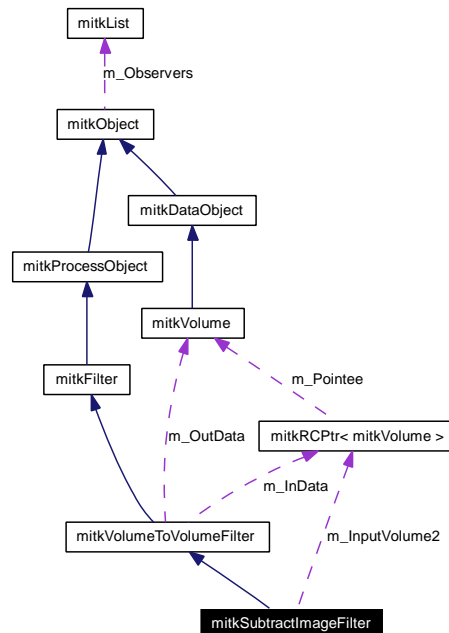 mitkList
m_Observers
mitkObject
mitkDataObject
mitkProcessObject
mitkVolume
mitkFilter
m_Pointee
m_OutData
mitkRCPtr< mitkVolume >
m_InData
mitkVolumeToVolumeFilter
m_InputVolume2
mitkSubtractImageFilter